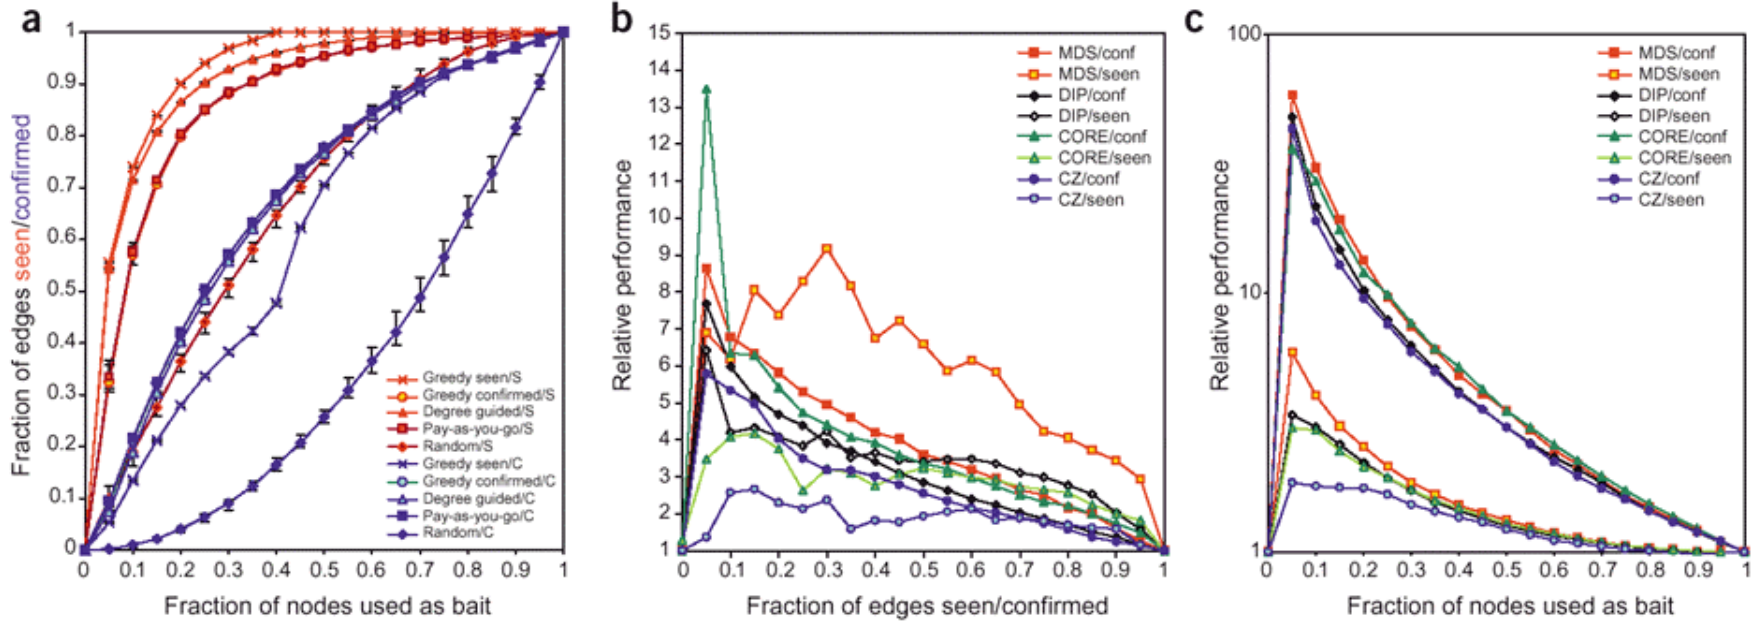 a
1
0.9
0.8
0.7
0.6
0.5
0.4
0.3
0.2
0.1
0
Fraction of edges seen/confirmed
Greedy seen/S
Greedy confirmed/S
Degree guided/S
Pay-as-you-go/S
Random/S
Greedy seen/C
Greedy confirmed/C
Degree guided/C
Pay-as-you-go/C
Random/C
0 0.1 0.2 0.3 0.4 0.5 0.6 0.7 0.8 0.9 1
Fraction of nodes used as bait
b
15
14
13
12
11
10
9
8
7
6
5
4
3
2
1
Relative performance
MDS/conf
MDS/seen
DIP/conf
DIP/seen
CORE/conf
CORE/seen
CZ/conf
CZ/seen
0 0.1 0.2 0.3 0.4 0.5 0.6 0.7 0.8 0.9 1
Fraction of edges seen/confirmed
c
100
10
1
Relative performance
MDS/conf
MDS/seen
DIP/conf
DIP/seen
CORE/conf
CORE/seen
CZ/conf
CZ/seen
0 0.1 0.2 0.3 0.4 0.5 0.6 0.7 0.8 0.9 1
Fraction of nodes used as bait